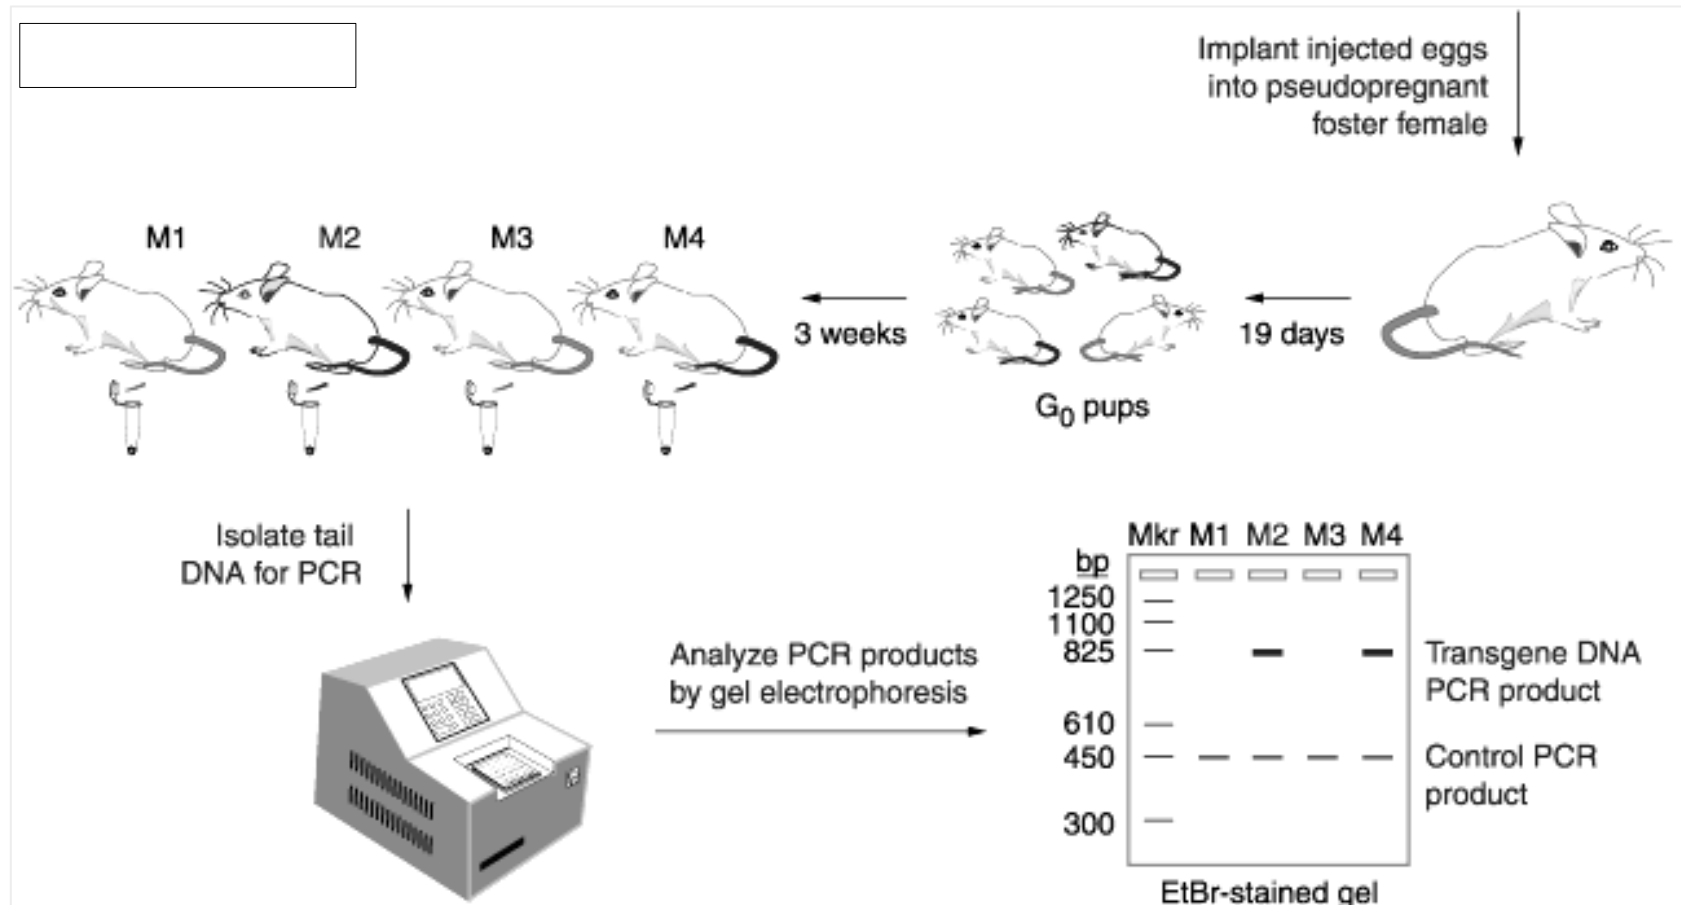 Implant injected eggs
into pseudopregnant
foster female
M1 M2 M3 M4
3 weeks
19 days
G0 pups
Isolate tail
DNA for PCR
Analyze PCR products
by gel electrophoresis
Mkr M1 M2 M3 M4
bp
1250
1100
825
610
450
300
Transgene DNA
PCR product
Control PCR
product
EtBr-stained gel